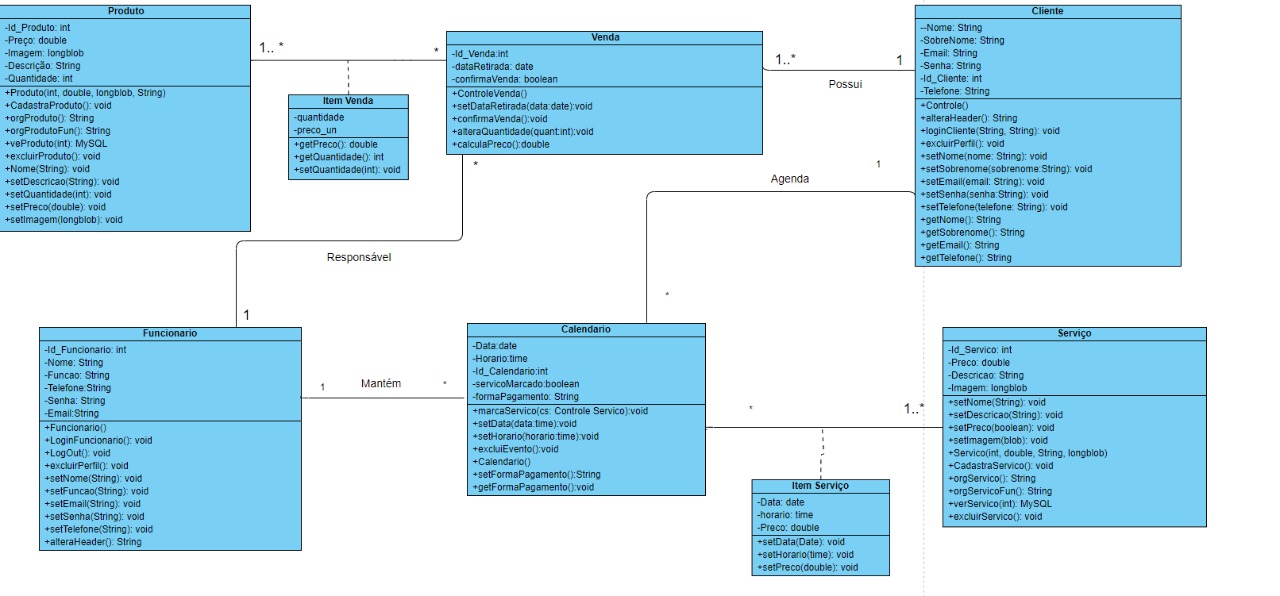 Produto
-Id_Produto: int
-Preço: double
-Imagem: longblob
-Descrição: String
-Quantidade: int
+Produto(int, double, longblob, String)
+CadastraProduto(): void
+orgProduto(): String
+orgProdutoFun(): String
+veProduto(int): MySQL
+excluirProduto(): void
+Nome(String): void
+setDescricao(String): void
+setQuantidade(int): void
+setPreco(double): void
+setImagem(longblob): void
1.. *
*
Item Venda
-quantidade
-preco_un
+getPreco(): double
+getQuantidade(): int
+setQuantidade(int): void
Venda
-Id_Venda:int
-dataRetirada: date
-confirmaVenda: boolean
+ControleVenda()
+setDataRetirada(data:date):void
+confirmaVenda():void
+alteraQuantidade(quant:int):void
+calculaPreco():double
1..*
1
Possui
Cliente
--Nome: String
-SobreNome: String
-Email: String
-Senha: String
-Id_Cliente: int
-Telefone: String
+Controle()
+alteraHeader(): String
+loginCliente(String, String): void
+excluirPerfil(): void
+setNome(nome: String): void
+setSobrenome(sobrenome:String): void
+setEmail(email: String): void
+setSenha(senha:String): void
+setTelefone(telefone: String): void
+getNome(): String
+getSobrenome(): String
+getEmail(): String
+getTelefone(): String
*
Responsável
1
1
Agenda
*
Funcionario
-Id_Funcionario: int
-Nome: String
-Funcao: String
-Telefone:String
-Senha: String
-Email:String
+Funcionario()
+LoginFuncionario(): void
+LogOut(): void
+excluirPerfil(): void
+setNome(String): void
+setFuncao(String): void
+setEmail(String): void
+setSenha(String): void
+setTelefone(String): void
+alteraHeader(): String
1
Mantém
*
Calendario
-Data:date
-Horario:time
-Id_Calendario:int
-servicoMarcado:boolean
-formaPagamento: String
+marcaServico(cs: Controle Servico):void
+setData(data:time):void
+setHorario(horario:time):void
+excluiEvento():void
+Calendario()
+setFormaPagamento():String
+getFormaPagamento():void
*
1..*
Item Serviço
-Data: date
-horario: time
-Preco: double
+setData(Date): void
+setHorario(time): void
+setPreco(double): void
Serviço
-Id_Servico: int
-Preco: double
-Descricao: String
-Imagem: longblob
+setNome(String): void
+setDescricao(String): void
+setPreco(boolean): void
+setImagem(blob): void
+Servico(int, double, String, longblob)
+CadastraServico(): void
+orgServico(): String
+orgServicoFun(): String
+verServico(int): MySQL
+excluirServico(): void